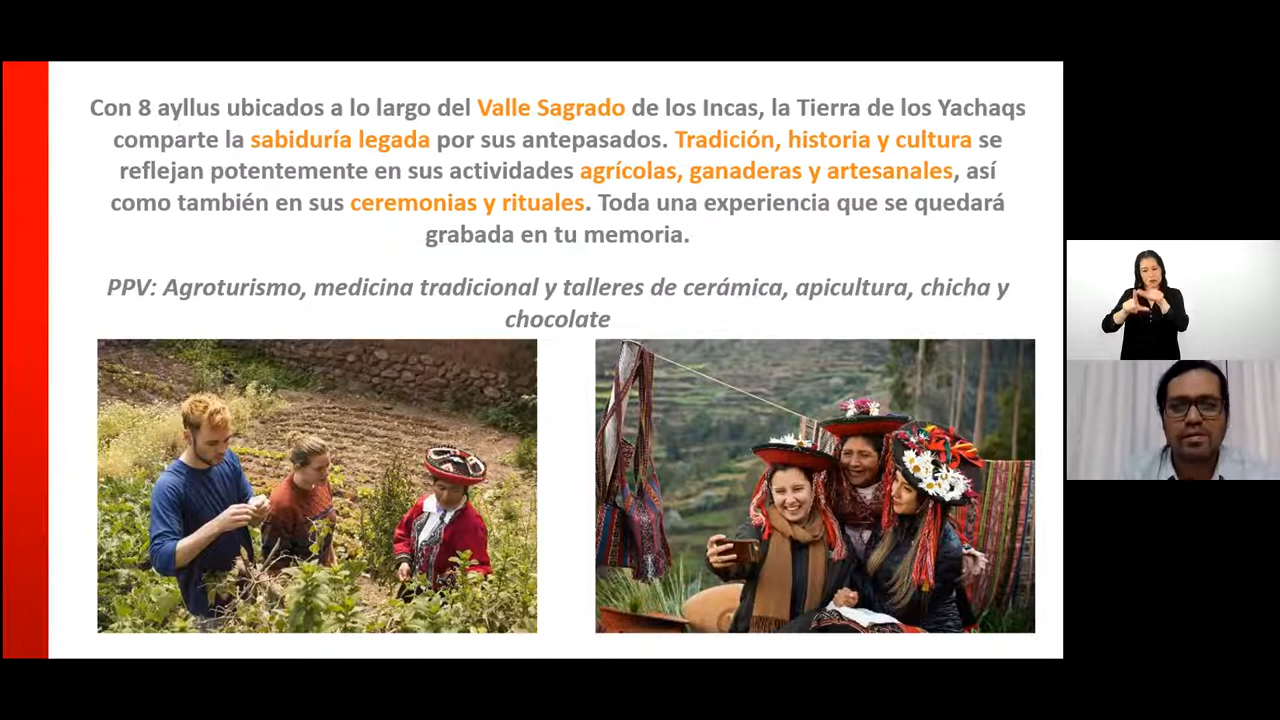 Con 8 ayllus ubicados a lo largo del Valle Sagrado de los Incas, la Tierra de los Yachaqs
comparte la sabiduría legada por sus antepasados. Tradición, historia y cultura se
reflejan potentemente en sus actividades agrícolas, ganaderas y artesanales, así
como también en sus ceremonias y rituales. Toda una experiencia que se quedará
grabada en tu memoria.
PPV: Agroturismo, medicina tradicional y talleres de cerámica, apicultura, chicha y
chocolate